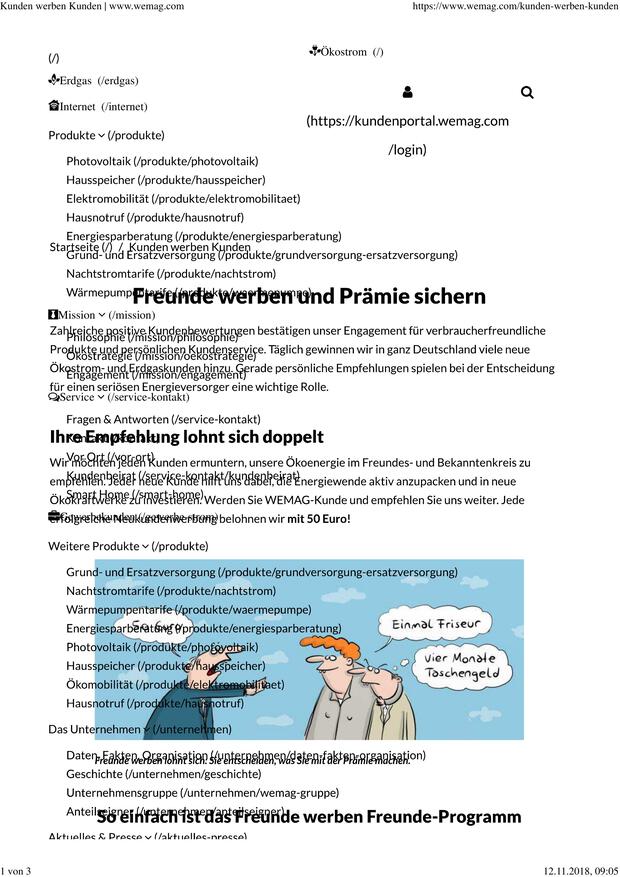 Kunden werben Kunden | www.wemag.com
https://www.wemag.com/kunden-werben-kunden
(/)
Ökostrom (/)
Erdgas (/erdgas)
Internet (/internet)
(https://kundenportal.wemag.com
/login)
Produkte (/produkte)
Photovoltaik (/produkte/photovoltaik)
Hausspeicher (/produkte/hausspeicher)
Elektromobilität (/produkte/elektromobilitaet)
Hausnotruf (/produkte/hausnotruf)
Energiesparberatung (/produkte/energiesparberatung)
Startseite (/) / Kunden werben Kunden
Grund- und Ersatzversorgung (/produkte/grundversorgung-ersatzversorgung)
Nachtstromtarife (/produkte/nachtstrom)
Wärmepumpentarife (/produkte/waermepumpe)
Freunde werben und Prämie sichern
Mission (/mission)
Zahlreiche positive Kundenbewertungen bestätigen unser Engagement für verbraucherfreundliche
Philosophie (/mission/philosophie)
Produkte und persönlichen Kundenservice. Täglich gewinnen wir in ganz Deutschland viele neue
Ökostrategie (/mission/oekostrategie)
Ökostrom- und Erdgaskunden hinzu. Gerade persönliche Empfehlungen spielen bei der Entscheidung
Engagement (/mission/engagement)
für einen seriösen Energieversorger eine wichtige Rolle.
Service (/service-kontakt)
Fragen & Antworten (/service-kontakt)
Ihre Empfehlung lohnt sich doppelt
Vor Ort (/vor-ort)
Wir möchten jeden Kunden ermuntern, unsere Ökoenergie im Freundes- und Bekanntenkreis zu
Kundenbeirat (/service-kontakt/kundenbeirat)
empfehlen. Jeder neue Kunde hilft uns dabei, die Energiewende aktiv anzupacken und in neue
Smart Home (/smart-home)
Ökokraftwerke zu investieren. Werden Sie WEMAG-Kunde und empfehlen Sie uns weiter. Jede
erfolgreiche Neukundenwerbung belohnen wir mit 50 Euro!
Weitere Produkte (/produkte)
Grund- und Ersatzversorgung (/produkte/grundversorgung-ersatzversorgung)
Nachtstromtarife (/produkte/nachtstrom)
Wärmepumpentarife (/produkte/waermepumpe)
Energiesparberatung (/produkte/energiesparberatung)
Einmal Friseur
Photovoltaik (/produkte/photovoltaik)
Vier Monate
Taschengeld
Hausspeicher (/produkte/hausspeicher)
Ökomobilität (/produkte/elektromobilitaet)
Hausnotruf (/produkte/hausnotruf)
Das Unternehmen (/unternehmen)
Daten, Fakten, Organisation (/unternehmen/daten-fakten-organisation)
Freunde werben lohnt sich: Sie entscheiden, was Sie mit der Prämie machen.
Geschichte (/unternehmen/geschichte)
Unternehmensgruppe (/unternehmen/wemag-gruppe)
Anteilseigner (/unternehmen/anteilseigner)
So einfach ist das Freunde werben Freunde-Programm
Aktuelles & Presse (/aktuelles-presse)
1 von 3
12.11.2018, 09:05